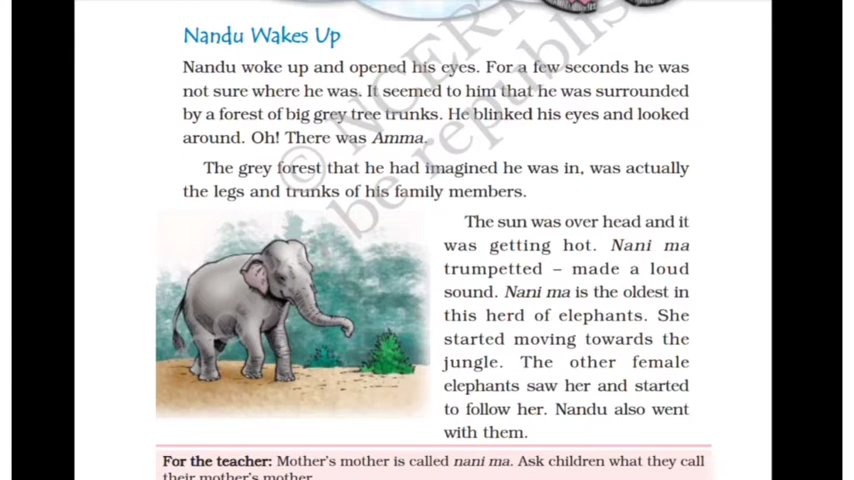 Nandu Wakes Up
Nandu woke up and opened his eyes. For a few seconds he was
not sure where he was. It seemed to him that he was surrounded
by a forest of big grey tree trunks. He blinked his eyes and looked
around. Oh! There was Amma.
The grey forest that he had imagined he was in, was actually
the legs and trunks of his family members.
The sun was over head and it
was getting hot. Nani ma
trumpetted – made a loud
sound. Nani ma is the oldest in
this herd of elephants. She
started moving towards the
jungle. The other female
elephants saw her and started
to follow her. Nandu also went
with them.
For the teacher: Mother's mother is called nani ma. Ask children what they call
their mother's mother
© NCERT
be republis